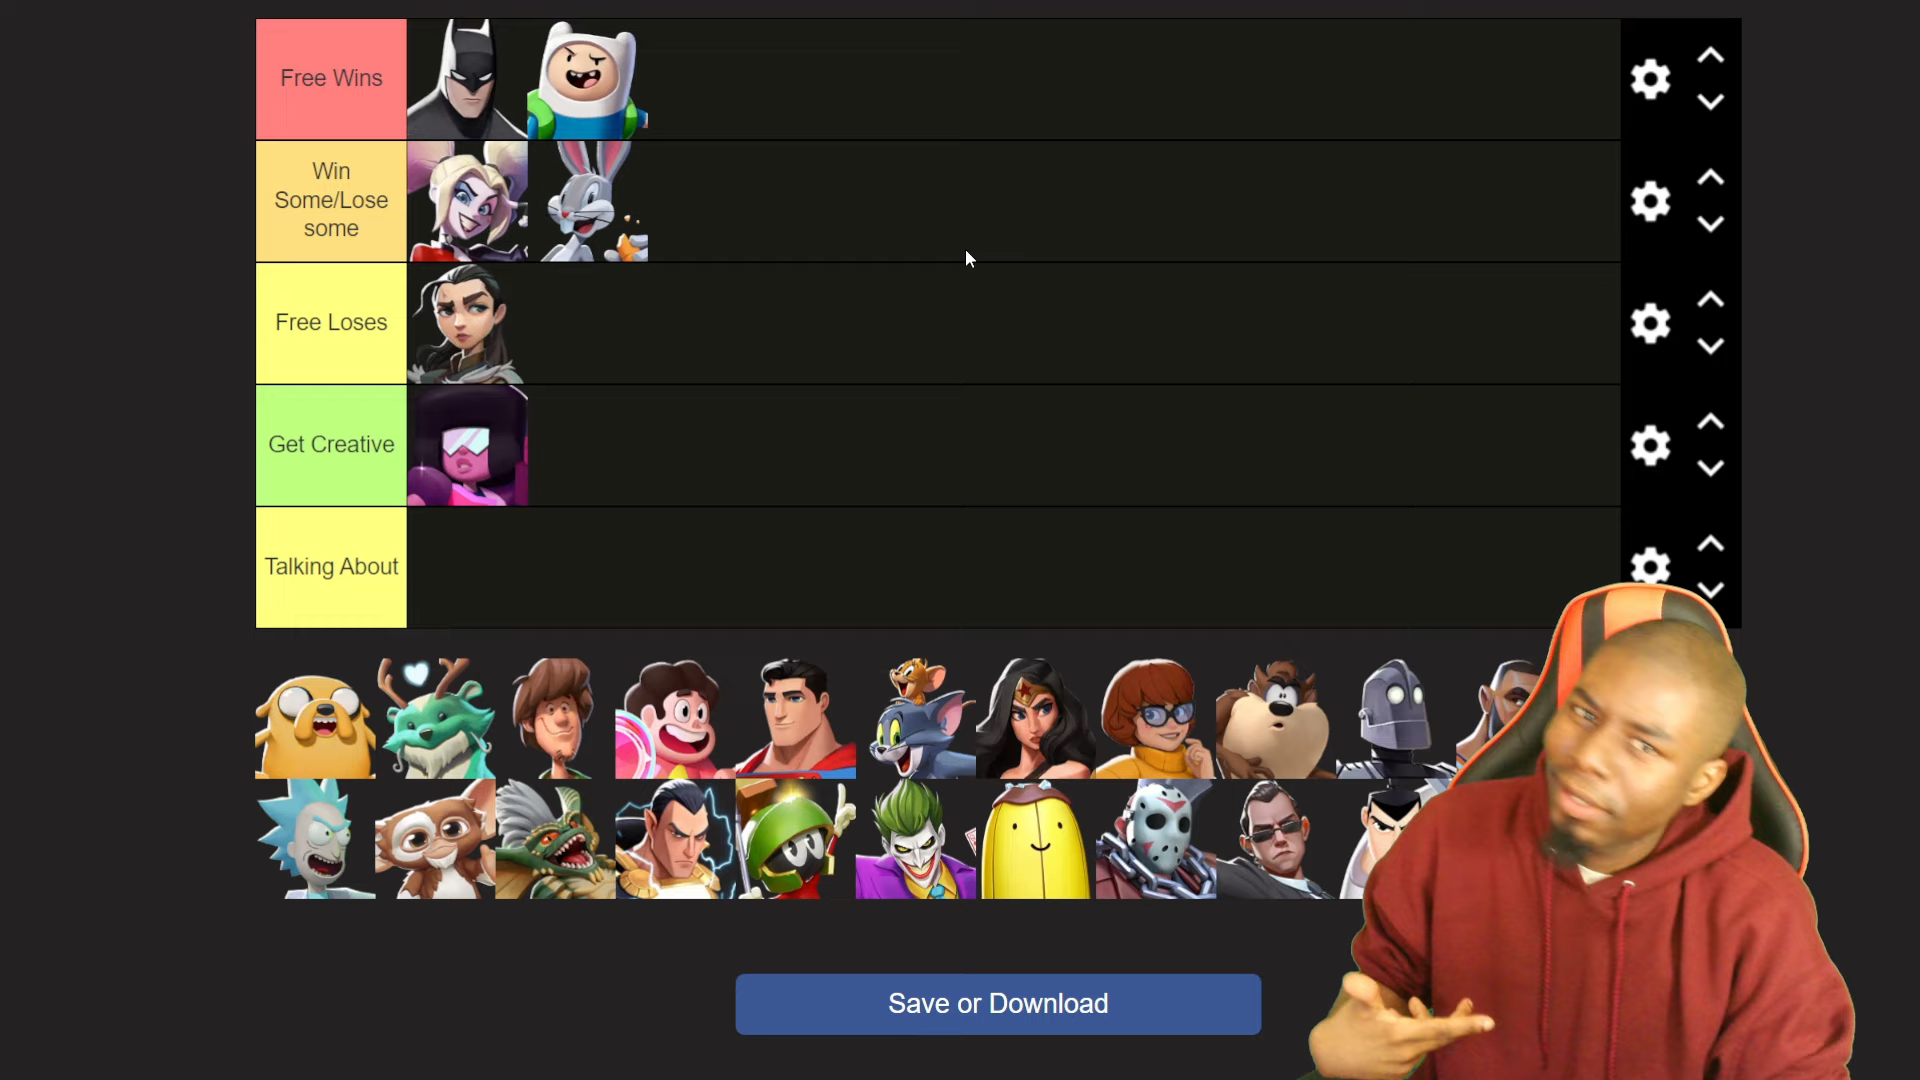 Free Wins
Win
Some/Lose
some
Free Loses
Get Creative
Talking About
Save or Download